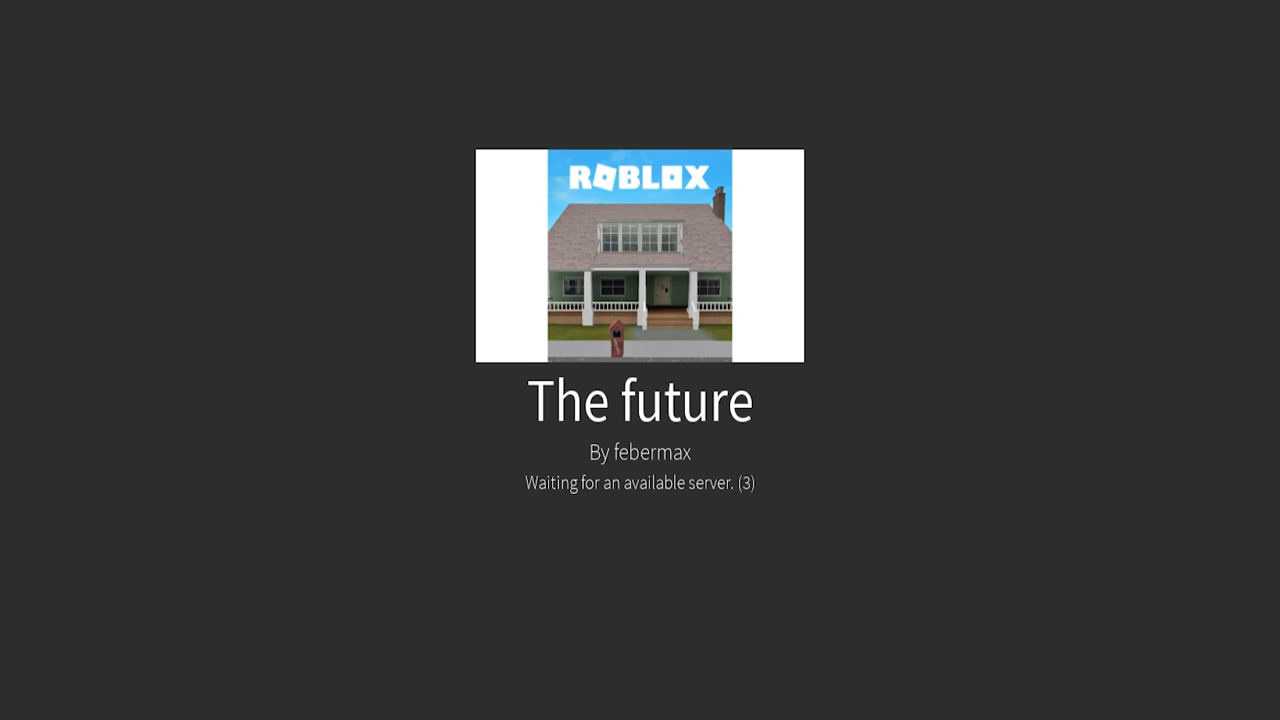 ROBLOX
The future
By febermax
Waiting for an available server. (3)